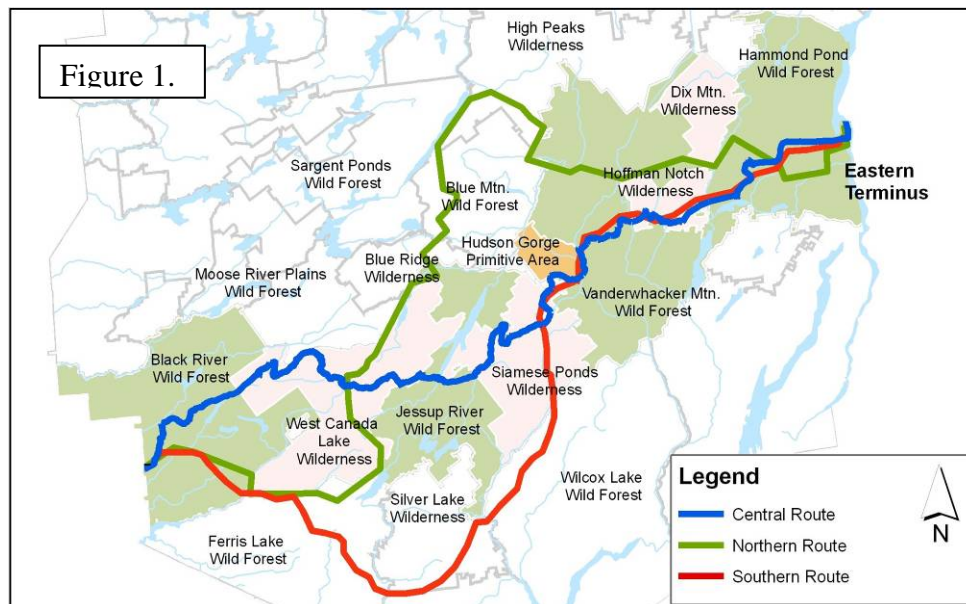 Figure 1.
High Peaks
Wilderness
Hammond Pond
Wild Forest
Dix Mtn.
Wilderness
Sargent Ponds
Wild Forest
Blue Mtn.
Wild Forest
Hoffman Notch
Wilderness
Eastern
Terminus
Hudson Gorge
Primitive Area
Blue Ridge
Wilderness
Moose River Plains
Wild Forest
Vanderwhacker Mtn.
Wild Forest
Black River
Wild Forest
Siamese Ponds
Wilderness
West Canada
Lake
Wilderness
Jessup River
Wild Forest
Wilcox Lake
Wild Forest
Silver Lake
Wilderness
Ferris Lake
Wild Forest
Legend
Central Route
Northern Route
Southern Route
N